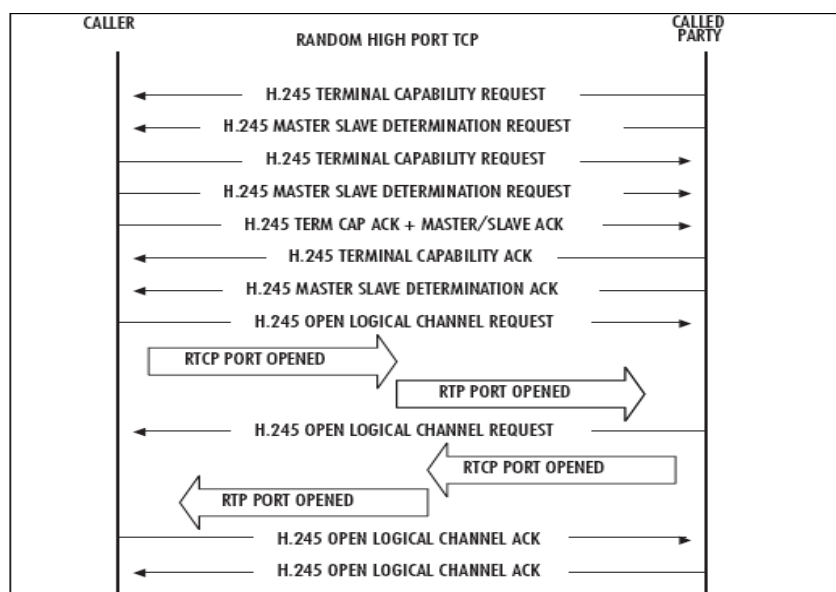 CALLER
CALLED
PARTY
RANDOM HIGH PORT TCP
H.245 TERMINAL CAPABILITY REQUEST
H.245 MASTER SLAVE DETERMINATION REQUEST
H.245 TERMINAL CAPABILITY REQUEST
H.245 MASTER SLAVE DETERMINATION REQUEST
H.245 TERM CAP ACK + MASTER/SLAVE ACK
H.245 TERMINAL CAPABILITY ACK
H.245 MASTER SLAVE DETERMINATION ACK
H.245 OPEN LOGICAL CHANNEL REQUEST
RTCP PORT OPENED
RTP PORT OPENED
H.245 OPEN LOGICAL CHANNEL REQUEST
RTCP PORT OPENED
RTP PORT OPENED
H.245 OPEN LOGICAL CHANNEL ACK
H.245 OPEN LOGICAL CHANNEL ACK